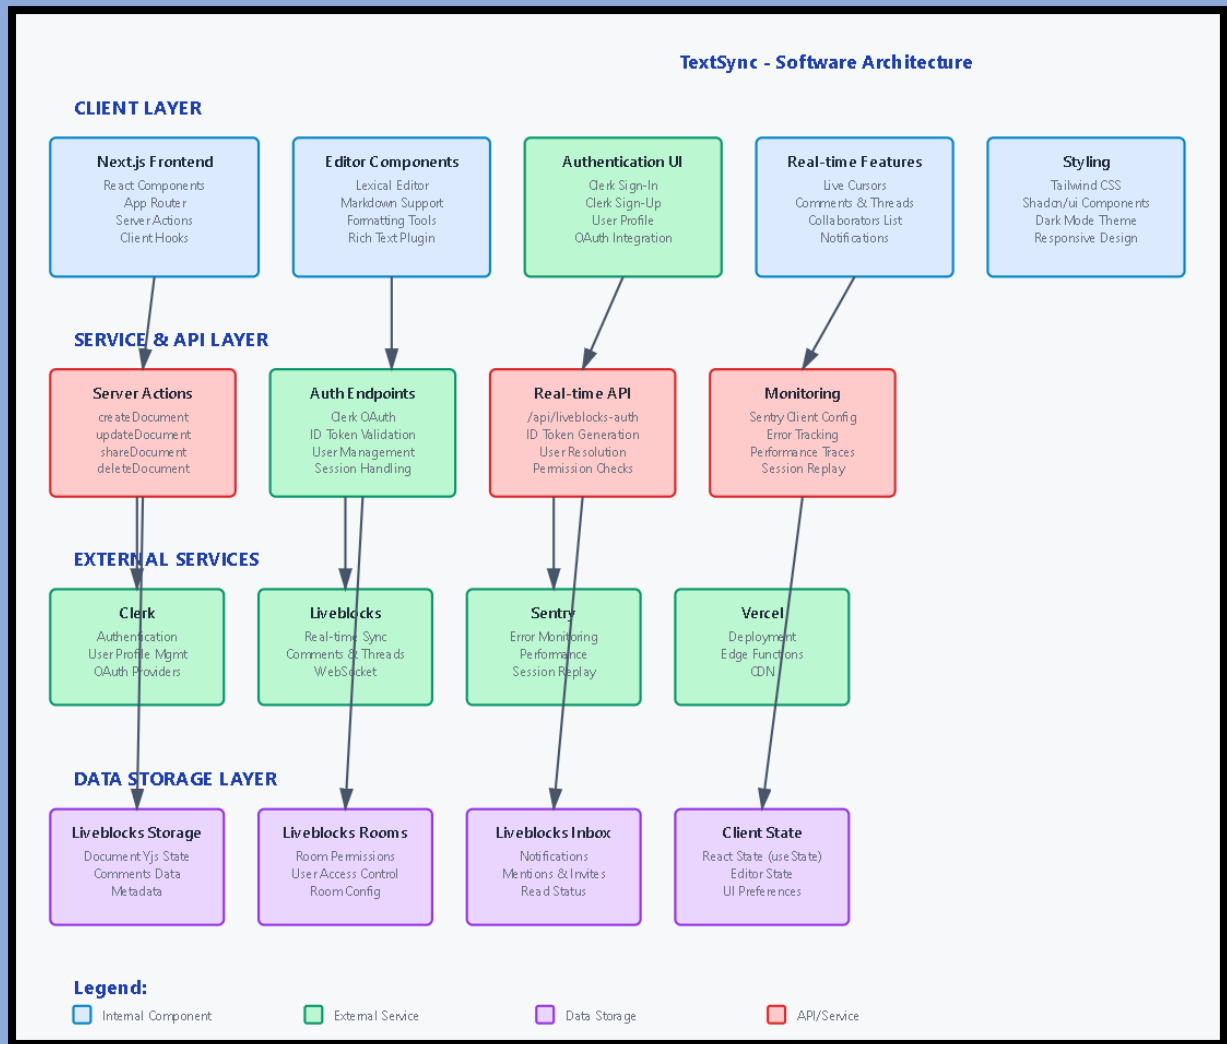 TextSync - Software Architecture
CLIENT LAYER
Next.js Frontend
React Components
App Router
Server Actions
Client Hooks
Editor Components
Lexical Editor
Markdown Support
Formatting Tools
Rich Text Plugin
Authentication UI
Clerk Sign-In
Clerk Sign-Up
User Profile
OAuth Integration
Real-time Features
Live Cursors
Comments & Threads
Collaborators List
Notifications
Styling
Tailwind CSS
Shadcn/ui Components
Dark Mode Theme
Responsive Design
SERVICE & API LAYER
Server Actions
createDocument
updateDocument
shareDocument
deleteDocument
Auth Endpoints
Clerk OAuth
ID Token Validation
User Management
Session Handling
Real-time API
/api/liveblocks-auth
ID Token Generation
User Resolution
Permission Checks
Monitoring
Sentry Client Config
Error Tracking
Performance Traces
Session Replay
EXTERNAL SERVICES
Clerk
Authentication
User Profile Mgmt
OAuth Providers
Liveblocks
Real-time Sync
Comments & Threads
WebSocket
Sentry
Error Monitoring
Performance
Session Replay
Vercel
Deployment
Edge Functions
CDN
DATA STORAGE LAYER
Liveblocks Storage
Document Yjs State
Comments Data
Metadata
Liveblocks Rooms
Room Permissions
User Access Control
Room Config
Liveblocks Inbox
Notifications
Mentions & Invites
Read Status
Client State
React State (useState)
Editor State
UI Preferences
Legend:
Internal Component
External Service
Data Storage
API/Service